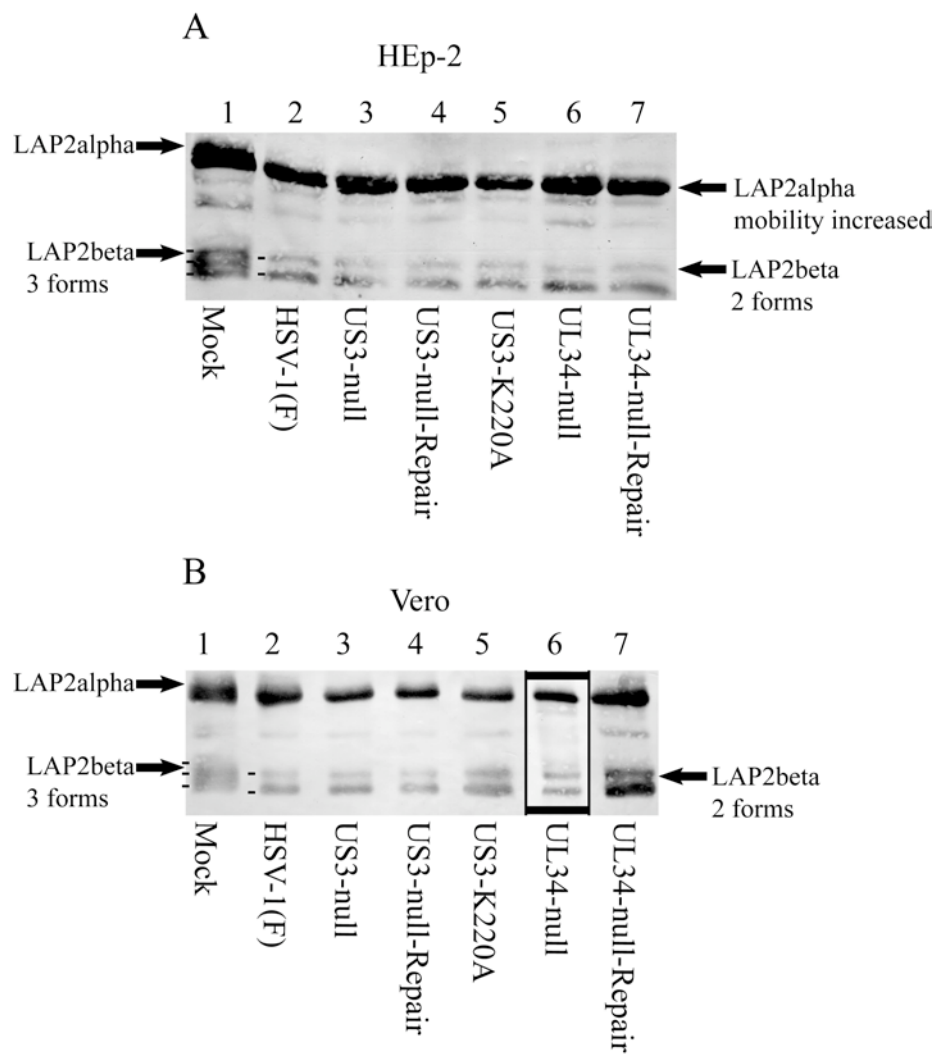 A
HEp-2
1 2 3 4 5 6 7
LAP2alpha
LAP2alpha
mobility increased
LAP2beta
3 forms
LAP2beta
2 forms
Mock
HSV-1(F)
US3-null
US3-null-Repair
US3-K220A
UL34-null
UL34-null-Repair
B
Vero
1 2 3 4 5 6 7
LAP2alpha
LAP2beta
3 forms
LAP2beta
2 forms
Mock
HSV-1(F)
US3-null
US3-null-Repair
US3-K220A
UL34-null
UL34-null-Repair